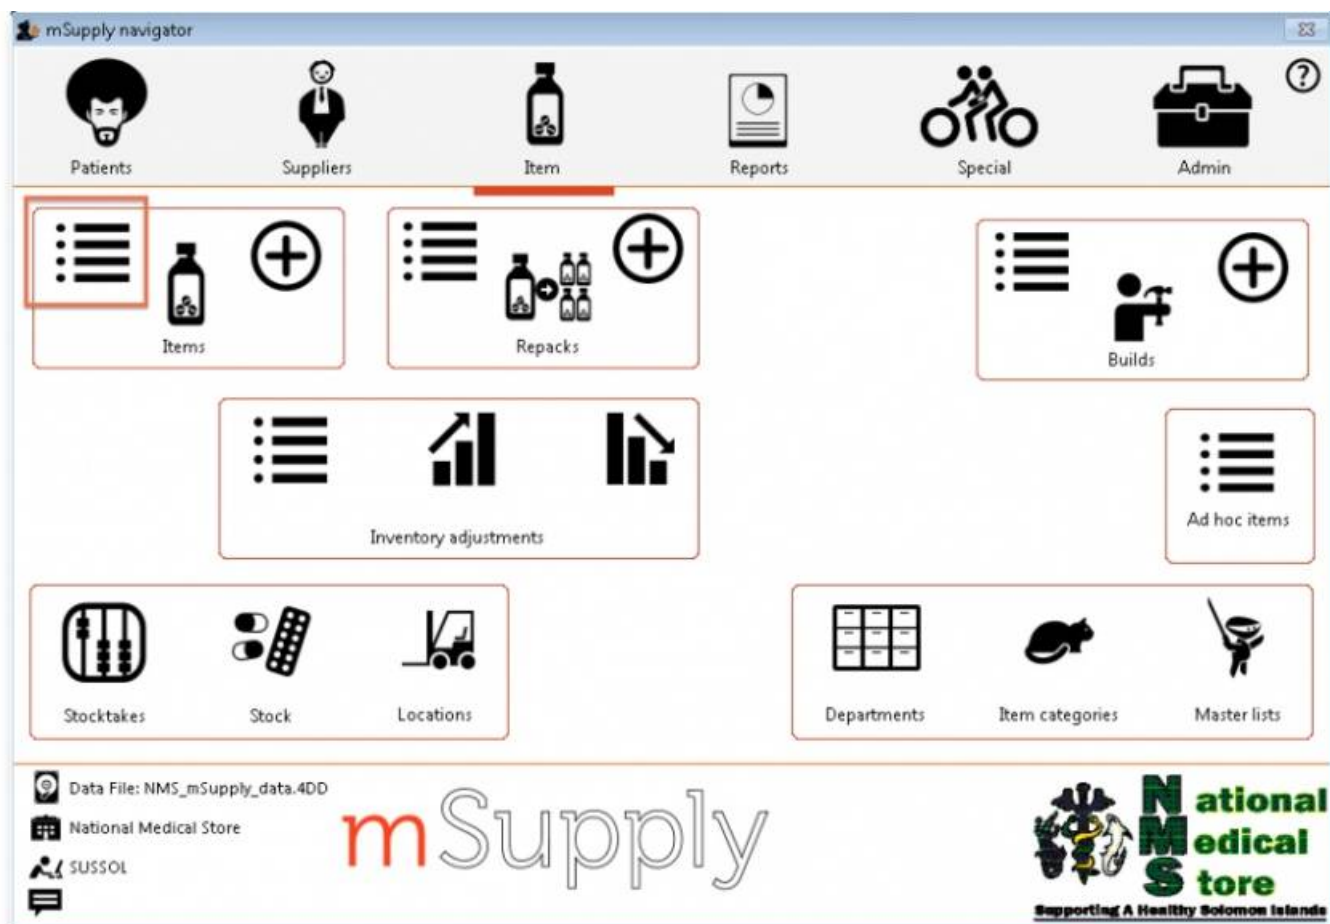 mSupply navigator
Patients
Suppliers
Item
Reports
Special
Admin
?
Items
Repacks
Builds
Inventory adjustments
Ad hoc items
Stocktakes
Stock
Locations
Departments
Item categories
Master lists
Data File: NMS_mSupply_data.4DD
National Medical Store
SUSSOL
mSupply
National
Medical
Store
Supporting A Healthy Solomon Islands